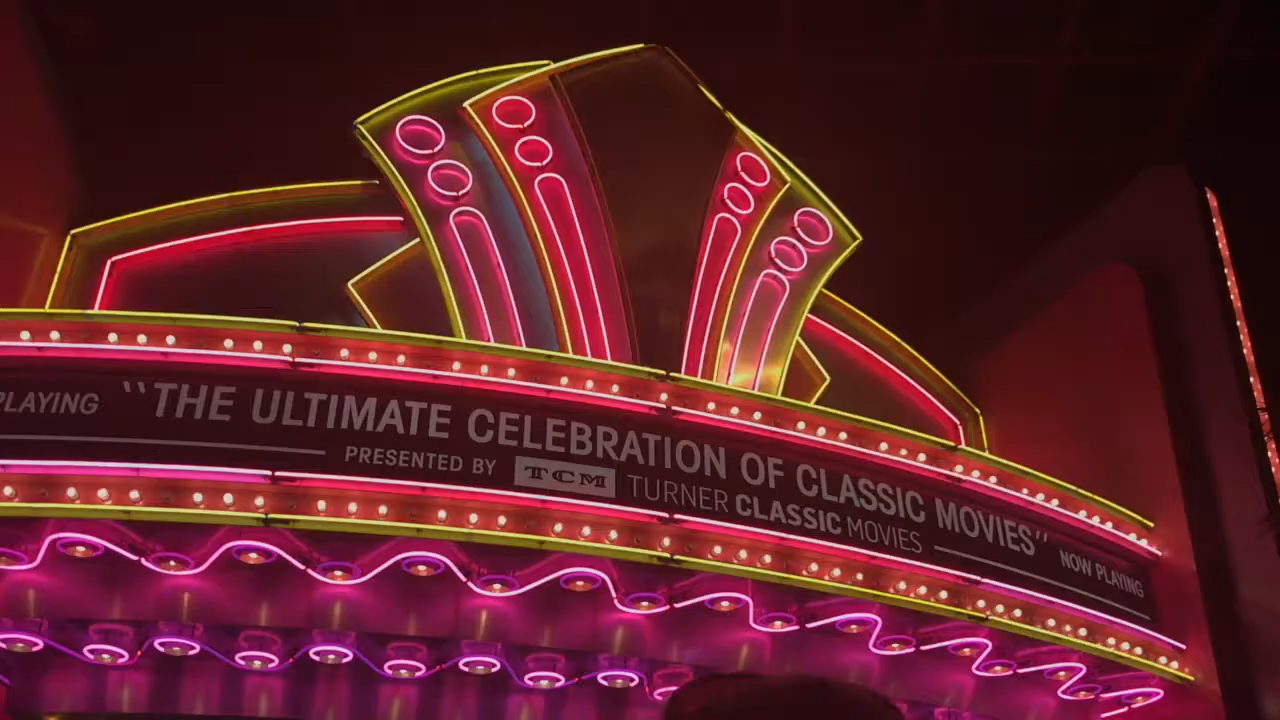 PLAYING
"THE ULTIMATE CELEBRATION OF CLASSIC MOVIES"
PRESENTED BY TCM TURNER CLASSIC MOVIES
NOW PLAYING